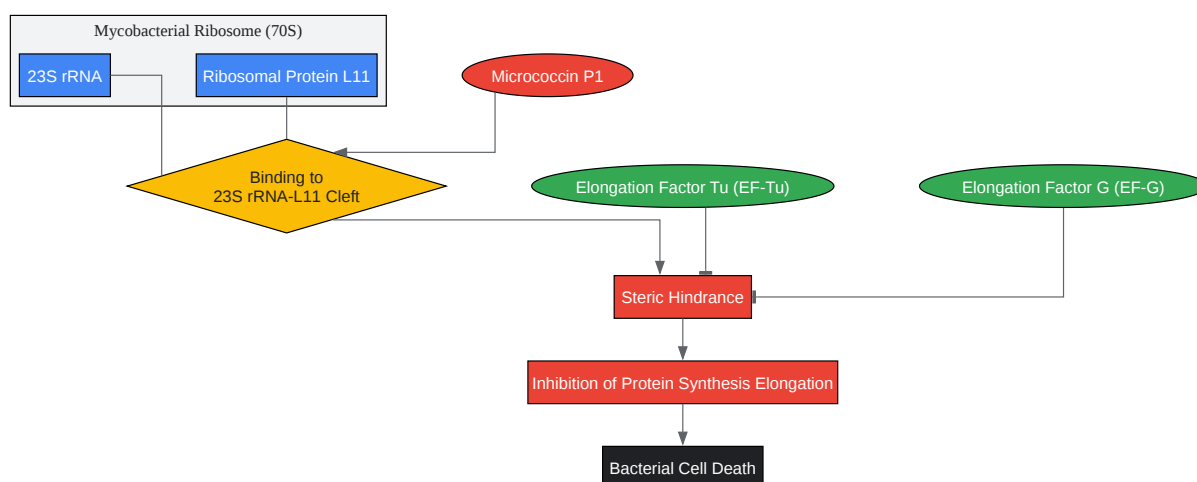 Mycobacterial Ribosome (70S)
23S rRNA
Ribosomal Protein L11
Micrococcin P1
Binding to
23S rRNA-L11 Cleft
Elongation Factor Tu (EF-Tu)
Elongation Factor G (EF-G)
Steric Hindrance
Inhibition of Protein Synthesis Elongation
Bacterial Cell Death